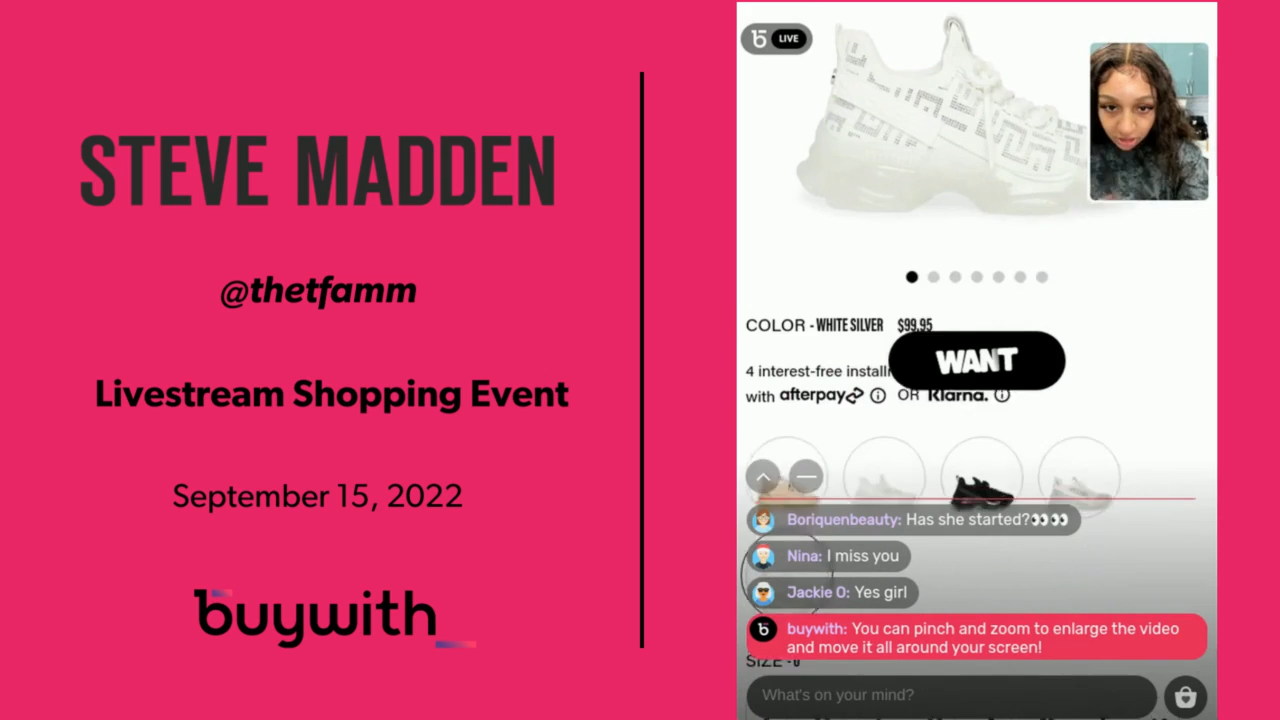 STEVE MADDEN
@thetfamm
Livestream Shopping Event
September 15, 2022
buywith
LIVE
COLOR - WHITE SILVER $99.95
WANT
4 interest-free
with afterpay OR Klarna.
Boriquenbeauty: Has she started?👀👀
Nina: I miss you
Jackie O: Yes girl
buywith: You can pinch and zoom to enlarge the video
and move it all around your screen!
SIZE -
What's on your mind?